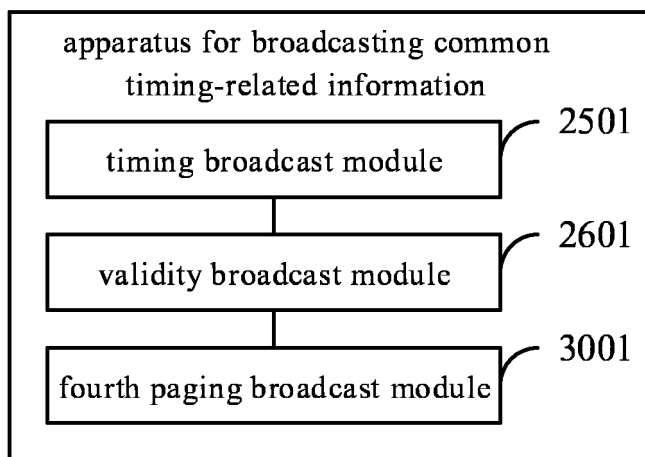 apparatus for broadcasting common
timing-related information
2501
timing broadcast module
2601
validity broadcast module
3001
fourth paging broadcast module